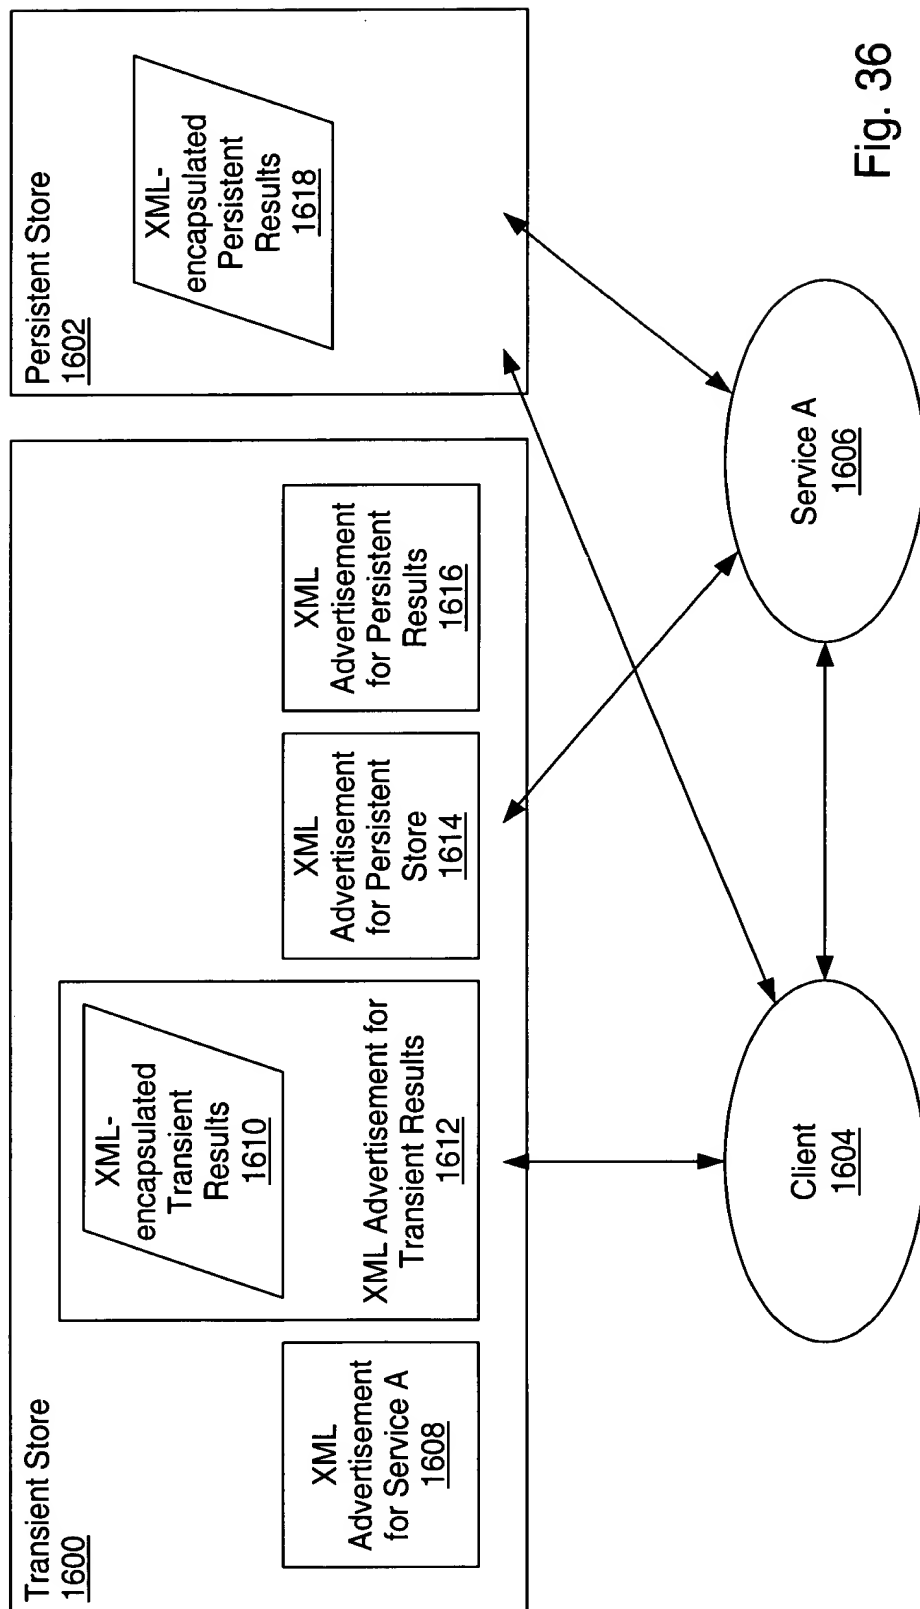 Transient Store
1600
XML
Advertisement
for Service A
1608
XML-
encapsulated
Transient
Results
1610
XML Advertisement for
Transient Results
1612
XML
Advertisement
for Persistent
Store
1614
XML
Advertisement
for Persistent
Results
1616
Persistent Store
1602
XML-
encapsulated
Persistent
Results
1618
Client
1604
Service A
1606
Fig. 36